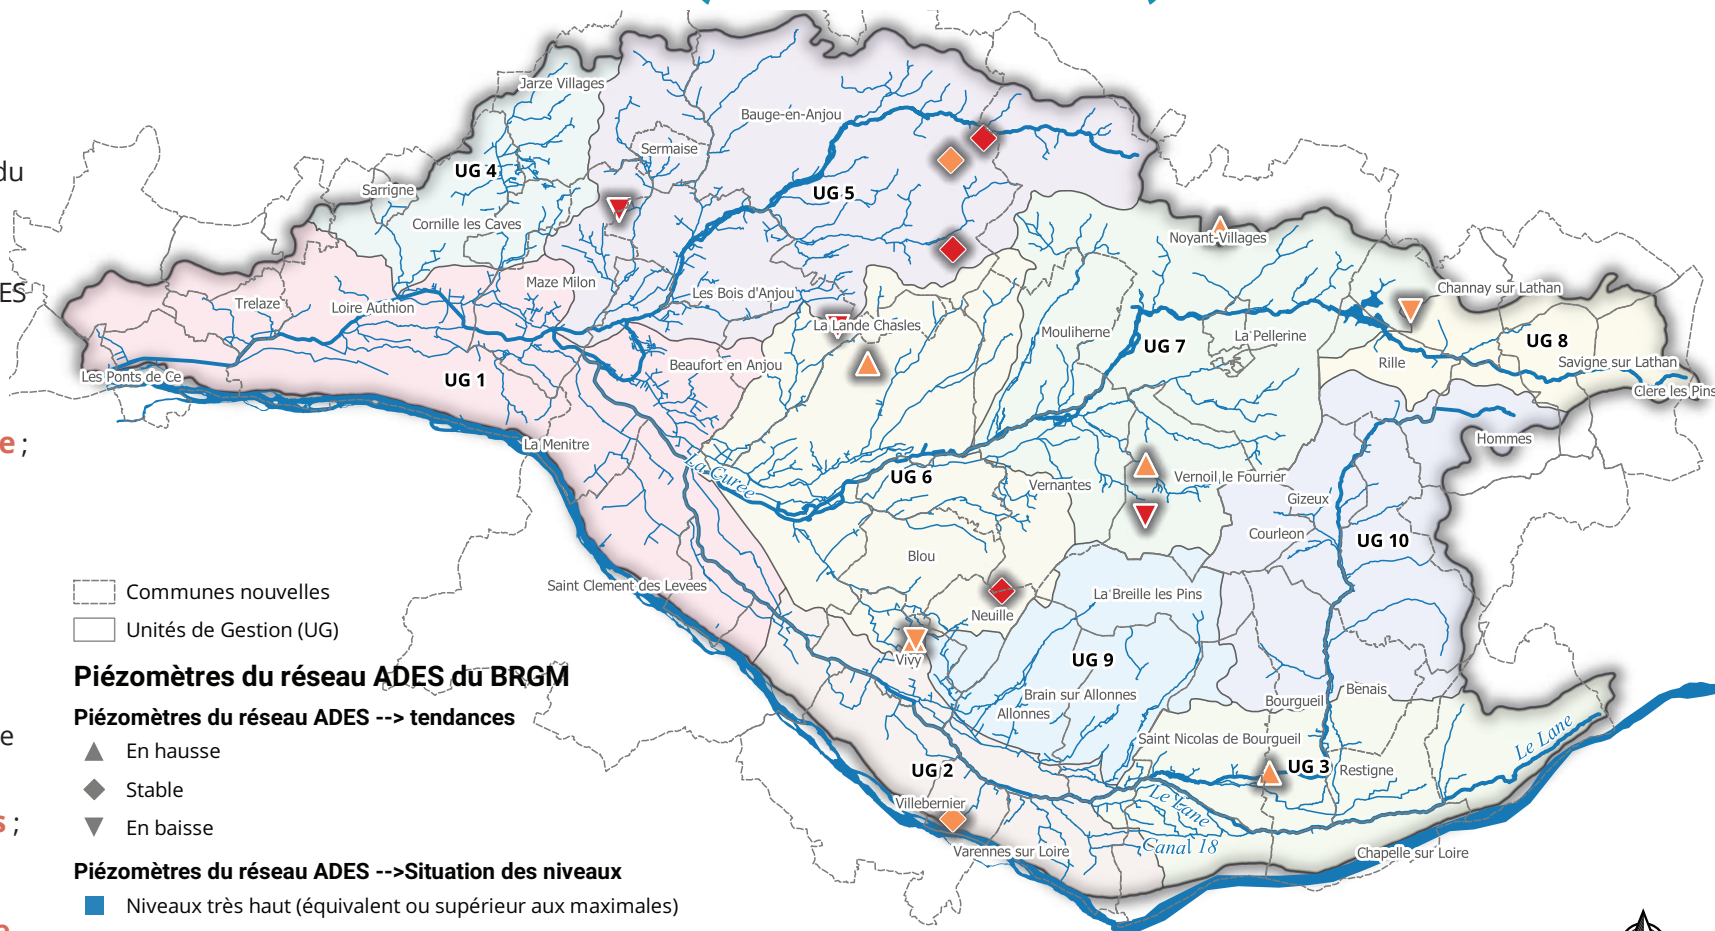 du
ES
e ;
e
s ;
Jarze Villages
Bauge-en-Anjou
Sermaise
UG 4
Sarrigne
UG 5
Cornille les Caves
Noyant-Villages
Maze Milon
Les Bois d'Anjou
Channay sur Lathan
Trelaze
Loire Authion
La Lande Chasles
Mouliherne
La Pellerine
UG 7
UG 8
Rille
Savigne sur Lathan
Beaufort en Anjou
Les Ponts de Ce
UG 1
Clere les Pins
La Menitre
Hommes
La Curee
UG 6
Vernantes
Vernoil le Fourrier
Gizeux
Courleon
UG 10
Blou
Saint Clement des Levees
La Breille les Pins
Neuille
Vivy
UG 9
Brain sur Allonnes
Benais
Bourgueil
Allonnes
Saint Nicolas de Bourgueil
Le Lane
UG 2
UG 3
Restigne
Villebernier
Le Lane
Canal 18
Varennes sur Loire
Chapelle sur Loire
Communes nouvelles
Unités de Gestion (UG)
Piézomètres du réseau ADES du BRGM
Piézomètres du réseau ADES --> tendances
En hausse
Stable
En baisse
Piézomètres du réseau ADES -->Situation des niveaux
Niveaux très haut (équivalent ou supérieur aux maximales)